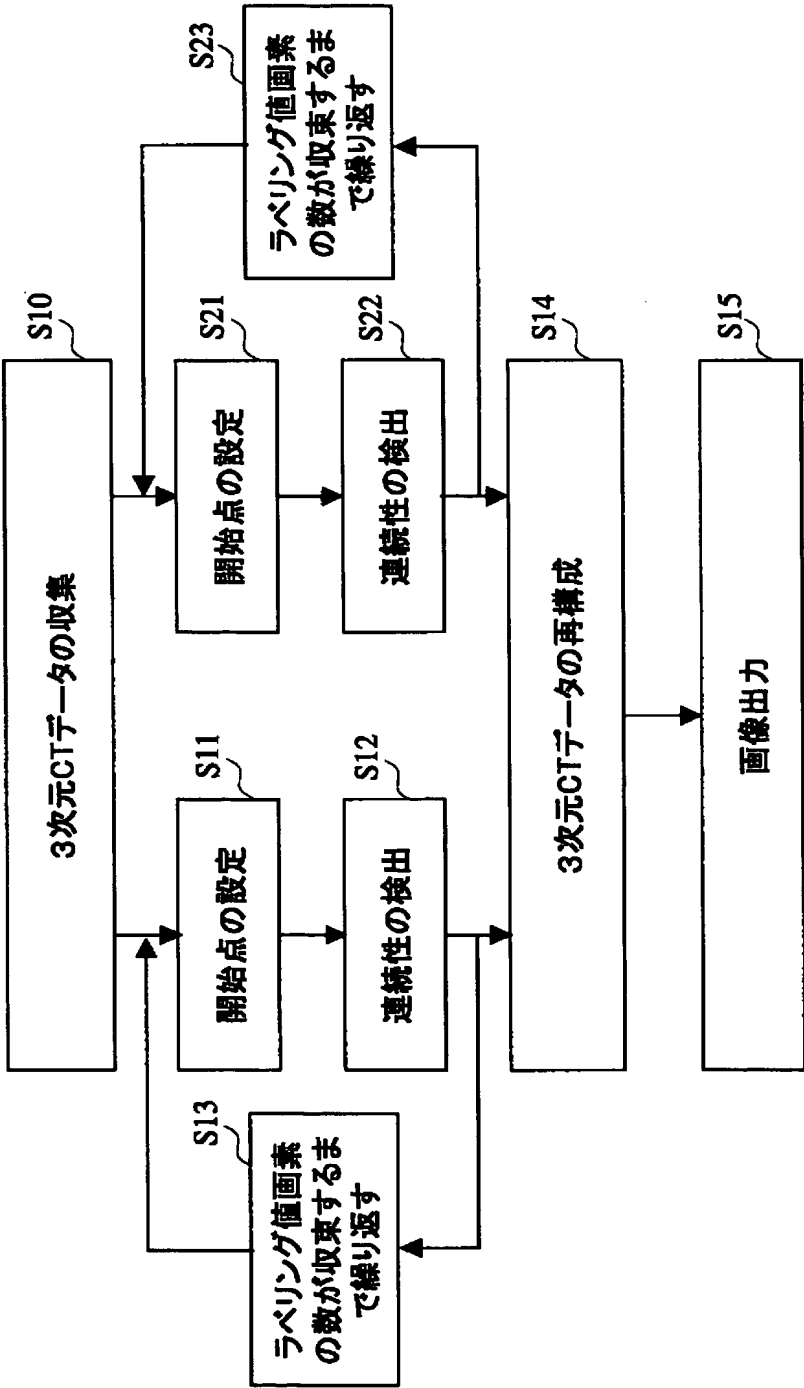 S10
3次元CTデータの収集
S11
開始点の設定
S21
開始点の設定
S13
ラベリング値画素
の数が収束するま
で繰り返す
S23
ラベリング値画素
の数が収束するま
で繰り返す
S12
連続性の検出
S22
連続性の検出
S14
3次元CTデータの再構成
S15
画像出力